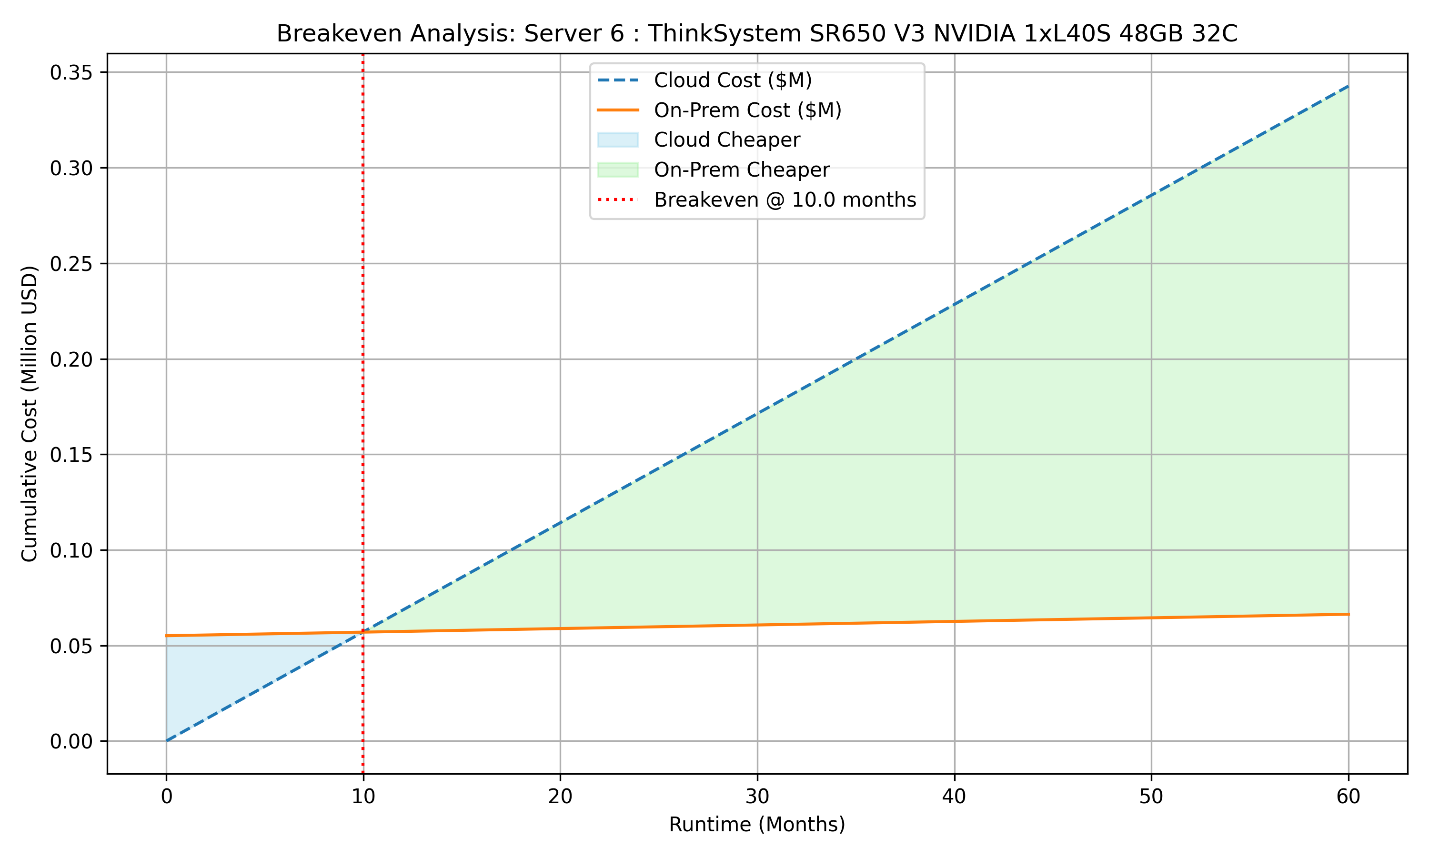 Breakeven Analysis: Server 6 : ThinkSystem SR650 V3 NVIDIA 1xL40S 48GB 32C
Cloud Cost ($M)
On-Prem Cost ($M)
Cloud Cheaper
On-Prem Cheaper
Breakeven @ 10.0 months
Cumulative Cost (Million USD)
0.35
0.30
0.25
0.20
0.15
0.10
0.05
0.00
0 10 20 30 40 50 60
Runtime (Months)